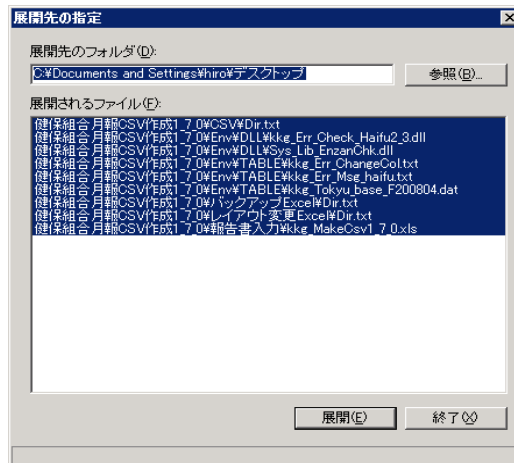 展開先の指定
展開先のフォルダ(D):
C:¥Documents and Settings¥hiro¥デスクトップ
参照(B)...
展開されるファイル(F):
健保組合月報CSV作成1_7_0¥CSV¥Dir.txt
健保組合月報CSV作成1_7_0¥Env¥DLL¥kkg_Err_Check_Haifu2_3.dll
健保組合月報CSV作成1_7_0¥Env¥DLL¥Sys_Lib_EnzanChk.dll
健保組合月報CSV作成1_7_0¥Env¥TABLE¥kkg_Err_ChangeCol.txt
健保組合月報CSV作成1_7_0¥Env¥TABLE¥kkg_Err_Msg_haifu.txt
健保組合月報CSV作成1_7_0¥Env¥TABLE¥kkg_Tokyu_base_F200804.dat
健保組合月報CSV作成1_7_0¥バックアップExcel¥Dir.txt
健保組合月報CSV作成1_7_0¥レイアウト変更Excel¥Dir.txt
健保組合月報CSV作成1_7_0¥報告書入力¥kkg_MakeCsv1_7_0.xls
展開(E)
終了(X)